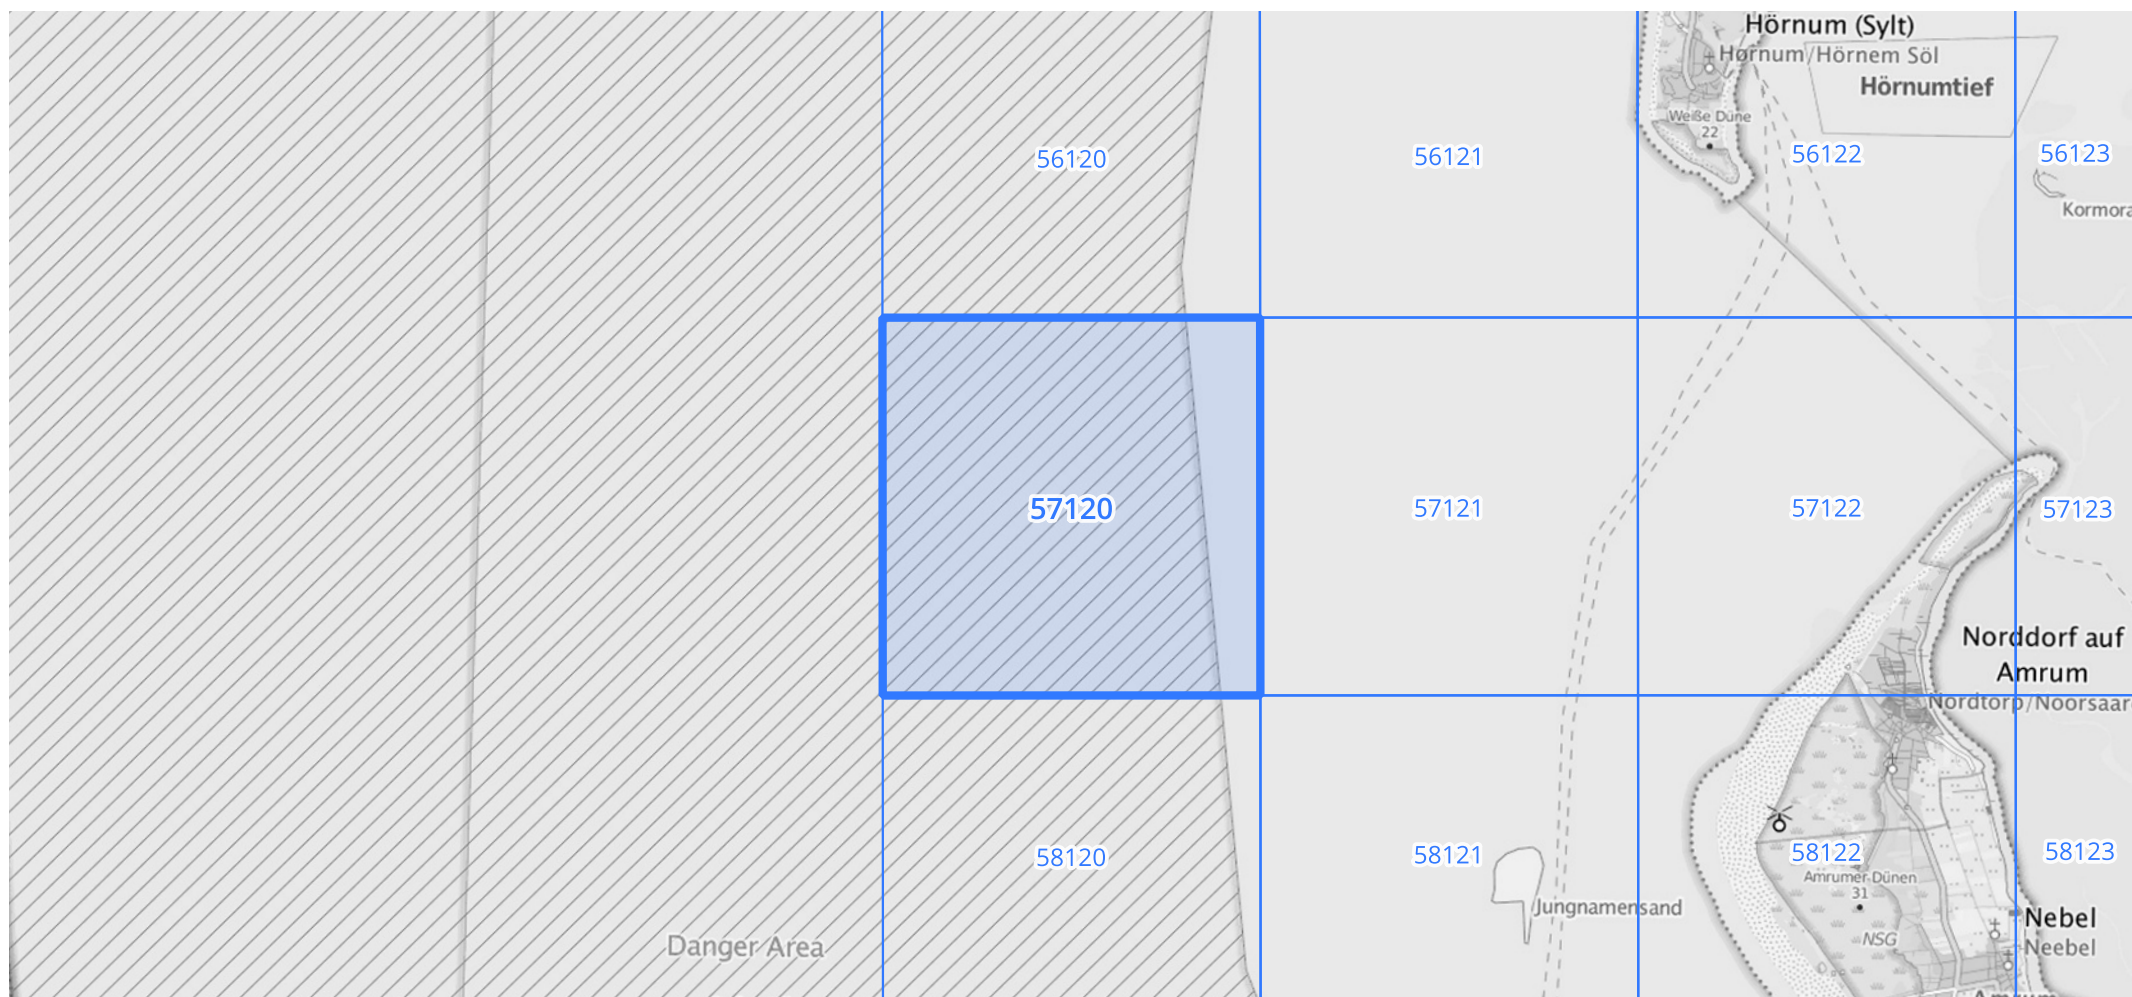 Hörnum (Sylt)
Hørnum/Hörnem Söl
Hörnumtief
Weiße Düne
22
56120
56121
56122
56123
Kormora
57120
57121
57122
57123
Norddorf auf
Amrum
Nordtorp/Noorsaar
58120
58121
58122
58123
Amrumer-Dünen
31
Jungnamensand
Nebel
NSG
Neebel
Danger Area